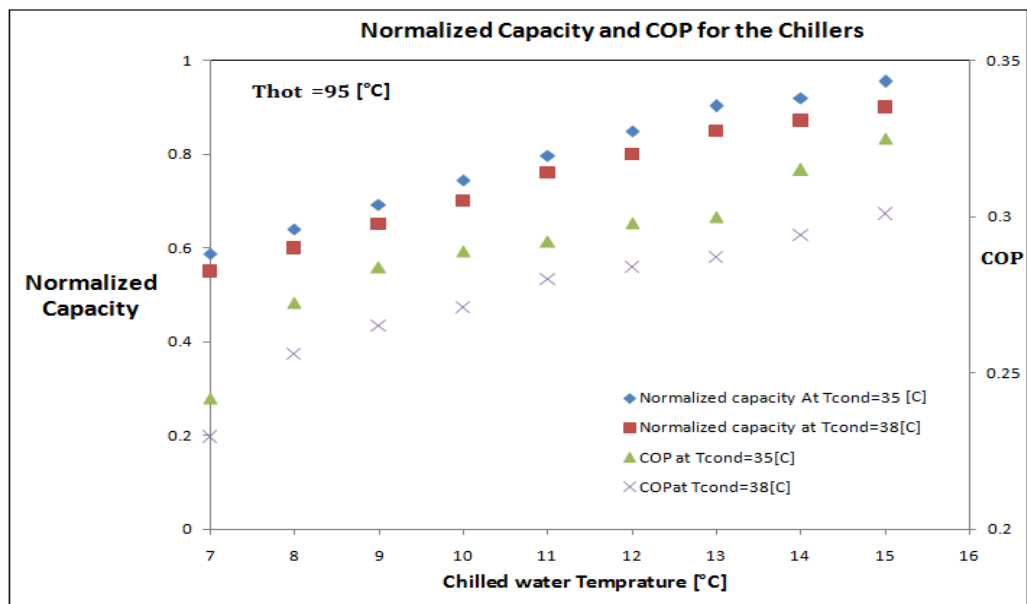 Normalized Capacity and COP for the Chillers
Thot =95 [°C]
1
0.8
0.6
0.4
0.2
0
Normalized
Capacity
0.35
0.3
0.25
0.2
COP
Normalized capacity At Tcond=35 [C]
Normalized capacity at Tcond=38[C]
COP at Tcond=35[C]
COPat Tcond=38[C]
7 8 9 10 11 12 13 14 15 16
Chilled water Temprature [°C]